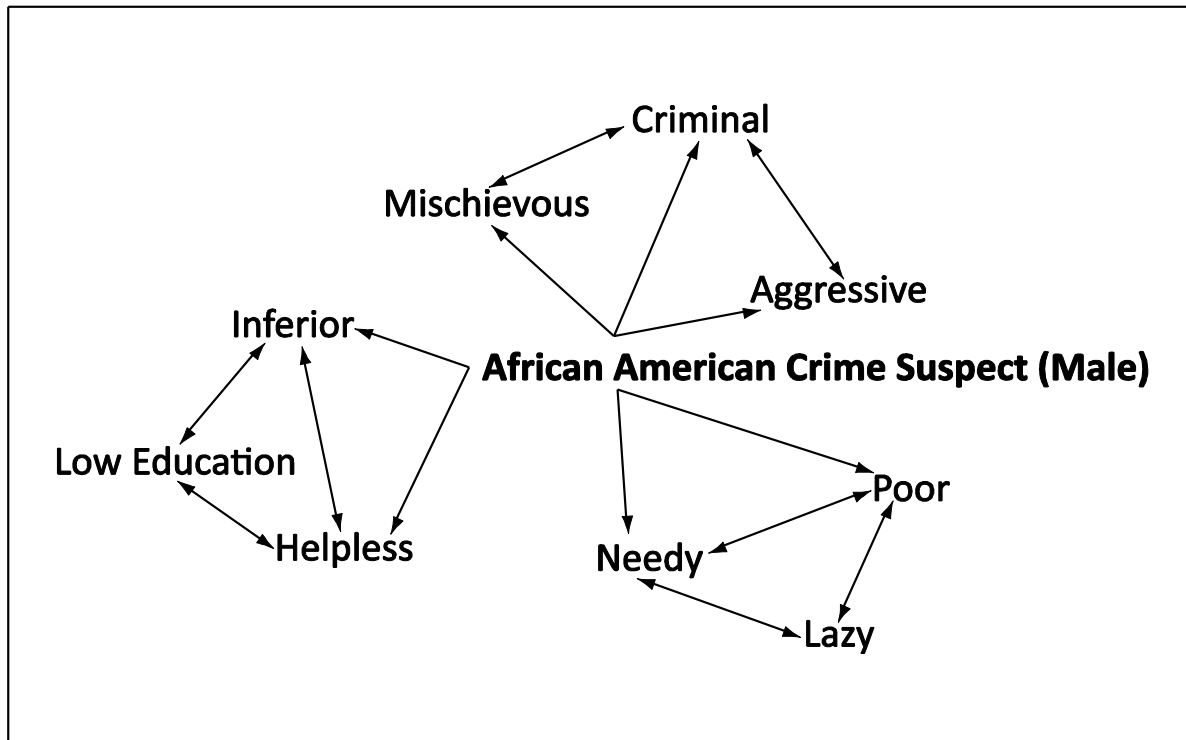 Criminal
Mischievous
Aggressive
Inferior
African American Crime Suspect (Male)
Low Education
Poor
Helpless
Needy
Lazy